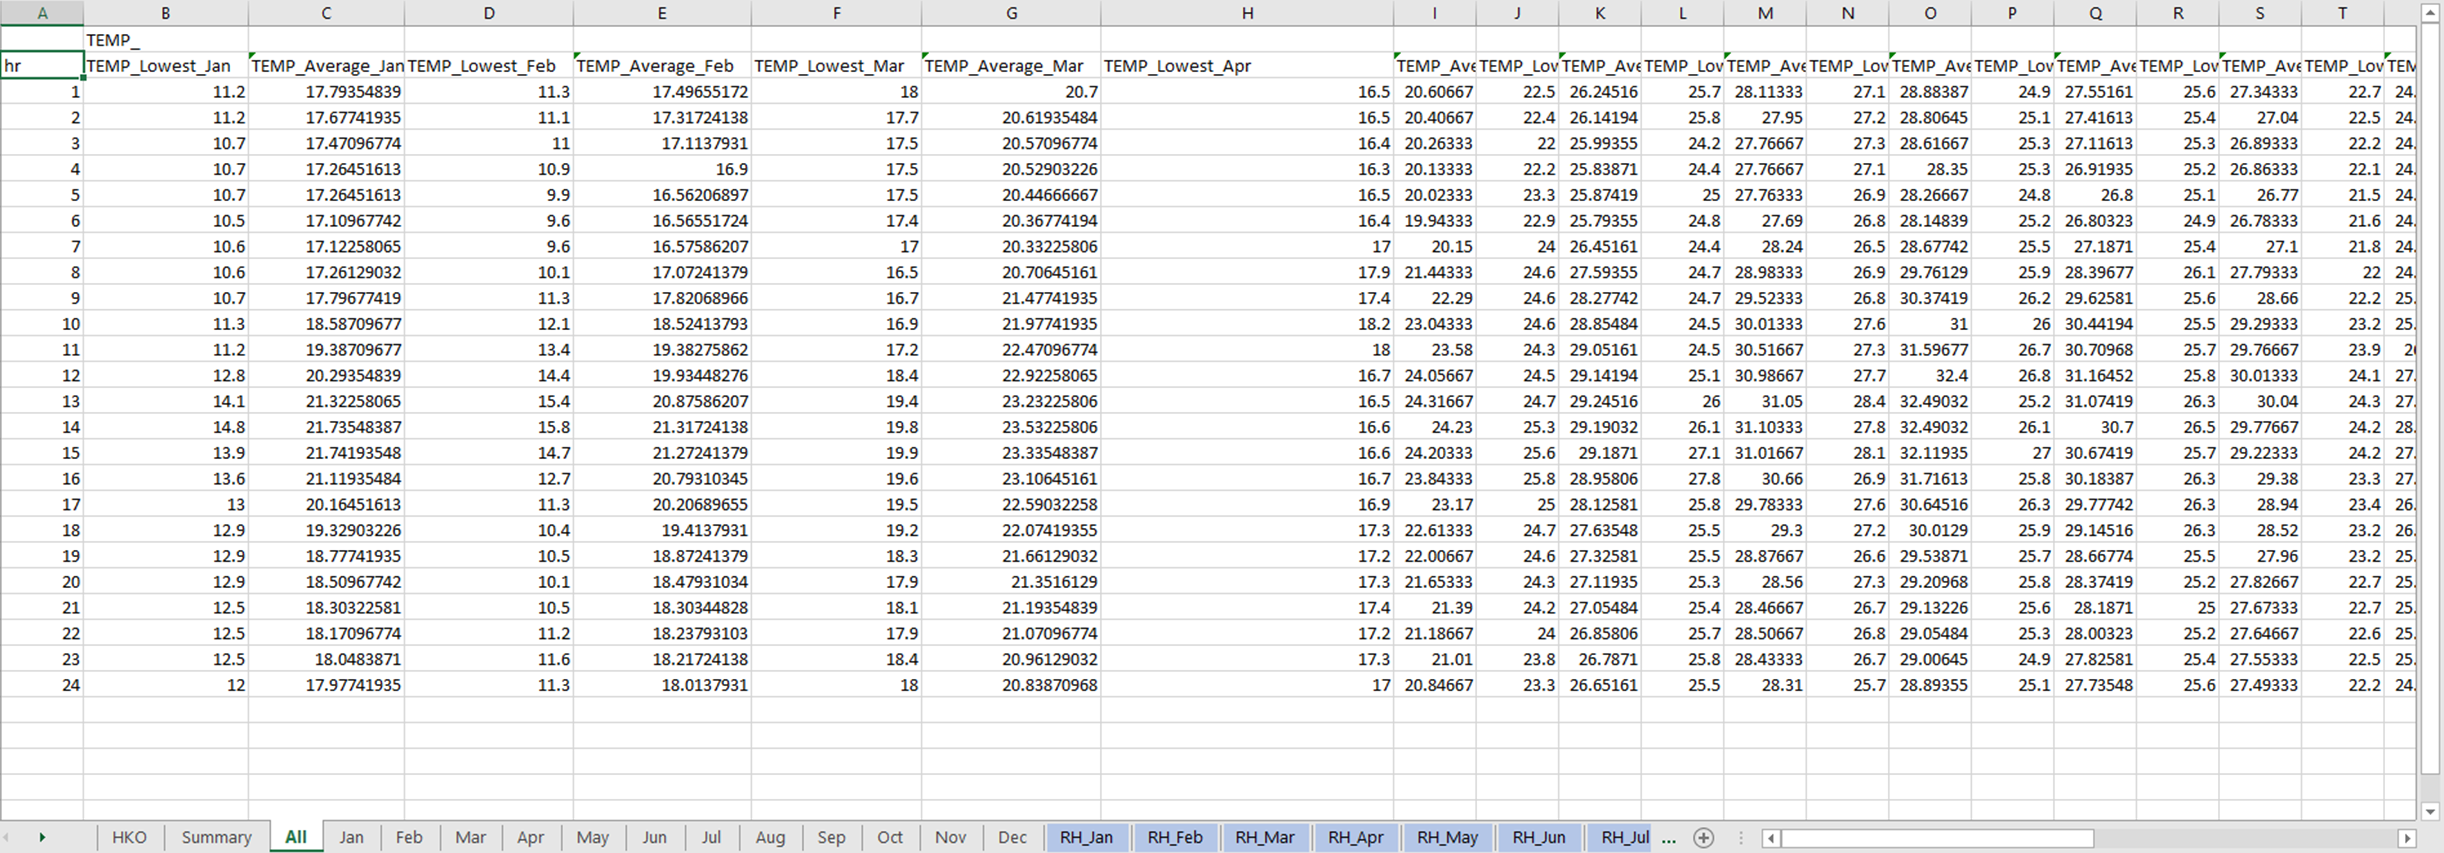 A B C D E F G H I J K L M N O P Q R S T
TEMP_
hr TEMP_Lowest_Jan TEMP_Average_Jan TEMP_Lowest_Feb TEMP_Average_Feb TEMP_Lowest_Mar TEMP_Average_Mar TEMP_Lowest_Apr TEMP_Ave TEMP_Low TEMP_Ave TEMP_Low TEMP_Ave TEMP_Low TEMP_Ave TEMP_Low TEMP_Ave TEMP_Low TEMP_Ave TEMP_Low TEM
1 11.2 17.79354839 11.3 17.49655172 18 20.7 16.5 20.60667 22.5 26.24516 25.7 28.11333 27.1 28.88387 24.9 27.55161 25.6 27.34333 22.7 24.
2 11.2 17.67741935 11.1 17.31724138 17.7 20.61935484 16.5 20.40667 22.4 26.14194 25.8 27.95 27.2 28.80645 25.1 27.41613 25.4 27.04 22.5 24.
3 10.7 17.47096774 11 17.1137931 17.5 20.57096774 16.4 20.26333 22 25.99355 24.2 27.76667 27.3 28.61667 25.3 27.11613 25.3 26.89333 22.2 24.
4 10.7 17.26451613 10.9 16.9 17.5 20.52903226 16.3 20.13333 22.2 25.83871 24.4 27.76667 27.1 28.35 25.3 26.91935 25.2 26.86333 22.1 24.
5 10.7 17.26451613 9.9 16.56206897 17.5 20.44666667 16.5 20.02333 23.3 25.87419 25 27.76333 26.9 28.26667 24.8 26.8 25.1 26.77 21.5 24.
6 10.5 17.10967742 9.6 16.56551724 17.4 20.36774194 16.4 19.94333 22.9 25.79355 24.8 27.69 26.8 28.14839 25.2 26.80323 24.9 26.78333 21.6 24.
7 10.6 17.12258065 9.6 16.57586207 17 20.33225806 17 20.15 24 26.45161 24.4 28.24 26.5 28.67742 25.5 27.1871 25.4 27.1 21.8 24.
8 10.6 17.26129032 10.1 17.07241379 16.5 20.70645161 17.9 21.44333 24.6 27.59355 24.7 28.98333 26.9 29.76129 25.9 28.39677 26.1 27.79333 22 24.
9 10.7 17.79677419 11.3 17.82068966 16.7 21.47741935 17.4 22.29 24.6 28.27742 24.7 29.52333 26.8 30.37419 26.2 29.62581 25.6 28.66 22.2 25.
10 11.3 18.58709677 12.1 18.52413793 16.9 21.97741935 18.2 23.04333 24.6 28.85484 24.5 30.01333 27.6 31 26 30.44194 25.5 29.29333 23.2 25.
11 11.2 19.38709677 13.4 19.38275862 17.2 22.47096774 18 23.58 24.3 29.05161 24.5 30.51667 27.3 31.59677 26.7 30.70968 25.7 29.76667 23.9
12 12.8 20.29354839 14.4 19.93448276 18.4 22.92258065 16.7 24.05667 24.5 29.14194 25.1 30.98667 27.7 32.4 26.8 31.16452 25.8 30.01333 24.1 27.
13 14.1 21.32258065 15.4 20.87586207 19.4 23.23225806 16.5 24.31667 24.7 29.24516 26 31.05 28.4 32.49032 25.2 31.07419 26.3 30.04 24.3 27.
14 14.8 21.73548387 15.8 21.31724138 19.8 23.53225806 16.6 24.23 25.3 29.19032 26.1 31.10333 27.8 32.49032 26.1 30.7 26.5 29.77667 24.2 28.
15 13.9 21.74193548 14.7 21.27241379 19.9 23.33548387 16.6 24.20333 25.6 29.1871 27.1 31.01667 28.1 32.11935 27 30.67419 25.7 29.22333 24.2 27.
16 13.6 21.11935484 12.7 20.79310345 19.6 23.10645161 16.7 23.84333 25.8 28.95806 27.8 30.66 26.9 31.71613 25.8 30.18387 26.3 29.38 23.3 27.
17 13 20.16451613 11.3 20.20689655 19.5 22.59032258 16.9 23.17 25 28.12581 25.8 29.78333 27.6 30.64516 26.3 29.77742 26.3 28.94 23.4 26.
18 12.9 19.32903226 10.4 19.4137931 19.2 22.07419355 17.3 22.61333 24.7 27.63548 25.5 29.3 27.2 30.0129 25.9 29.14516 26.3 28.52 23.2 26.
19 12.9 18.77741935 10.5 18.87241379 18.3 21.66129032 17.2 22.00667 24.6 27.32581 25.5 28.87667 26.6 29.53871 25.7 28.66774 25.5 27.96 23.2 25.
20 12.9 18.50967742 10.1 18.47931034 17.9 21.3516129 17.3 21.65333 24.3 27.11935 25.3 28.56 27.3 29.20968 25.8 28.37419 25.2 27.82667 22.7 25.
21 12.5 18.30322581 10.5 18.30344828 18.1 21.19354839 17.4 21.39 24.2 27.05484 25.4 28.46667 26.7 29.13226 25.6 28.1871 25 27.67333 22.7 25.
22 12.5 18.17096774 11.2 18.23793103 17.9 21.07096774 17.2 21.18667 24 26.85806 25.7 28.50667 26.8 29.05484 25.3 28.00323 25.2 27.64667 22.6 25.
23 12.5 18.0483871 11.6 18.21724138 18.4 20.96129032 17.3 21.01 23.8 26.7871 25.8 28.43333 26.7 29.00645 24.9 27.82581 25.4 27.55333 22.5 25.
24 12 17.97741935 11.3 18.0137931 18 20.83870968 17 20.84667 23.3 26.65161 25.5 28.31 25.7 28.89355 25.1 27.73548 25.6 27.49333 22.2 24.
HKO Summary All Jan Feb Mar Apr May Jun Jul Aug Sep Oct Nov Dec RH_Jan RH_Feb RH_Mar RH_Apr RH_May RH_Jun RH_Jul ...